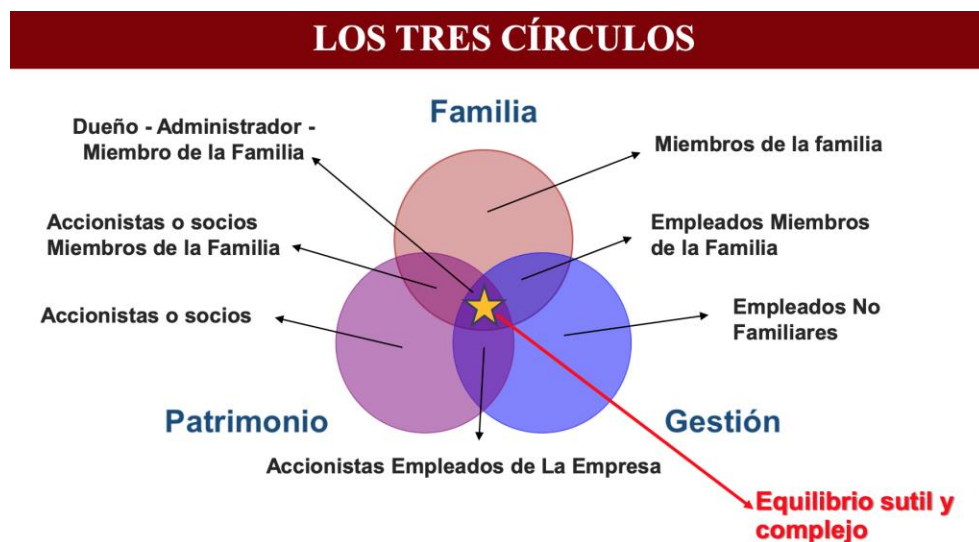 LOS TRES CÍRCULOS
Familia
Dueño - Administrador -
Miembro de la Familia
Miembros de la familia
Accionistas o socios
Miembros de la Familia
Empleados Miembros
de la Familia
Accionistas o socios
Empleados No
Familiares
Patrimonio
Gestión
Accionistas Empleados de La Empresa
Equilibrio sutil y
complejo